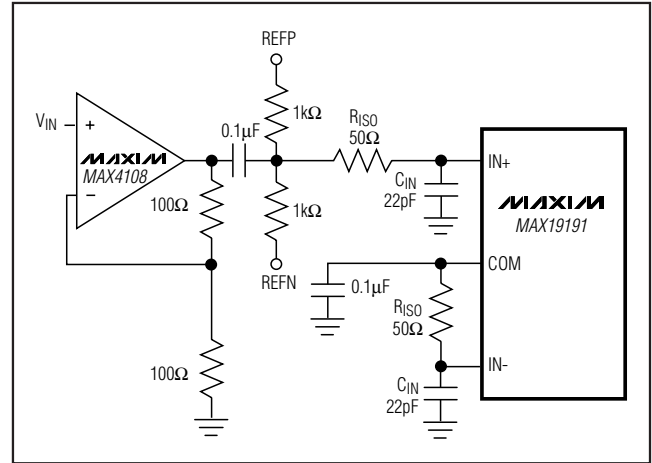 REFP
VIN
+
MAXIM
MAX4108
−
0.1µF
1kΩ
RISO
50Ω
IN+
CIN
22pF
MAXIM
MAX19191
100Ω
1kΩ
REFN
COM
0.1µF
RISO
50Ω
IN-
100Ω
CIN
22pF